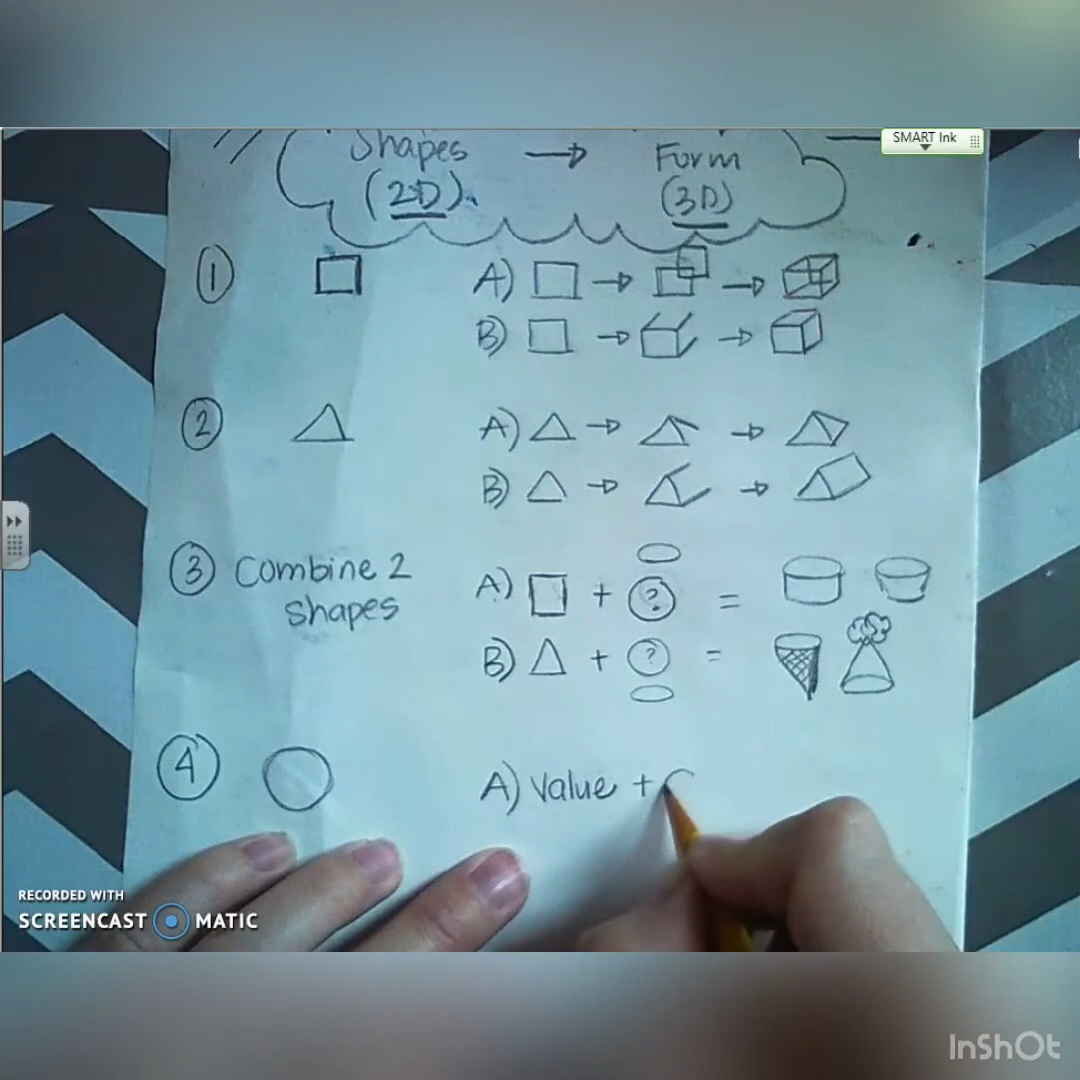 Shapes → Form
(2D) (3D)
SMART Ink
1
A) → →
B) → →
2
A) → →
B) → →
3 Combine 2
shapes
A) + ? =
B) + ? =
4
A) Value +
RECORDED WITH
SCREENCAST MATIC
InShOt